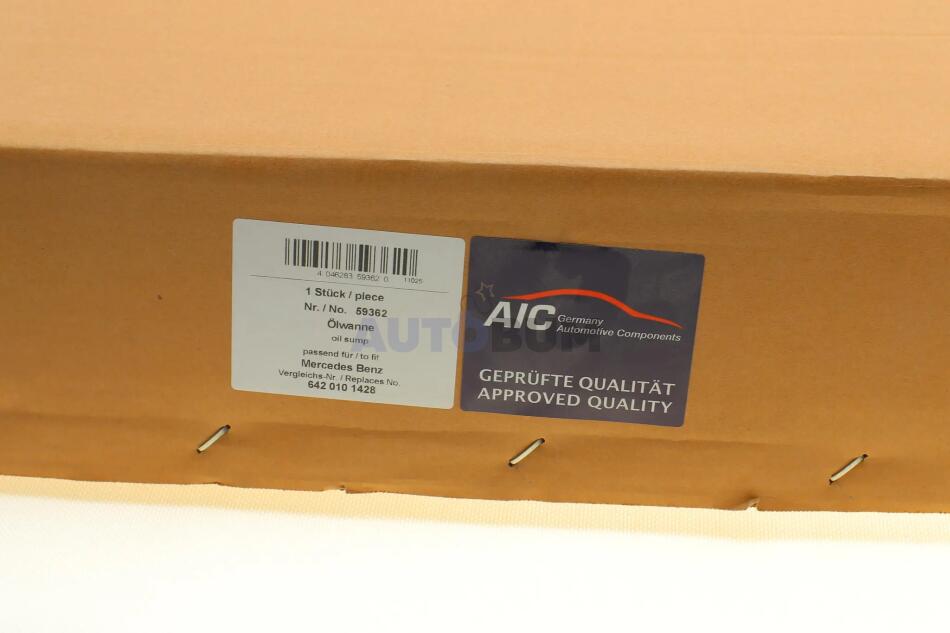 4 046283 59362 0 11025
1 Stück / piece
Nr. / No. 59362
Ölwanne
oil sump
passend für / to fit
Mercedes Benz
Vergleichs-Nr. / Replaces No.
642 010 1428
AIC Germany
Automotive Components
GEPRÜFTE QUALITÄT
APPROVED QUALITY
AUTOBUM